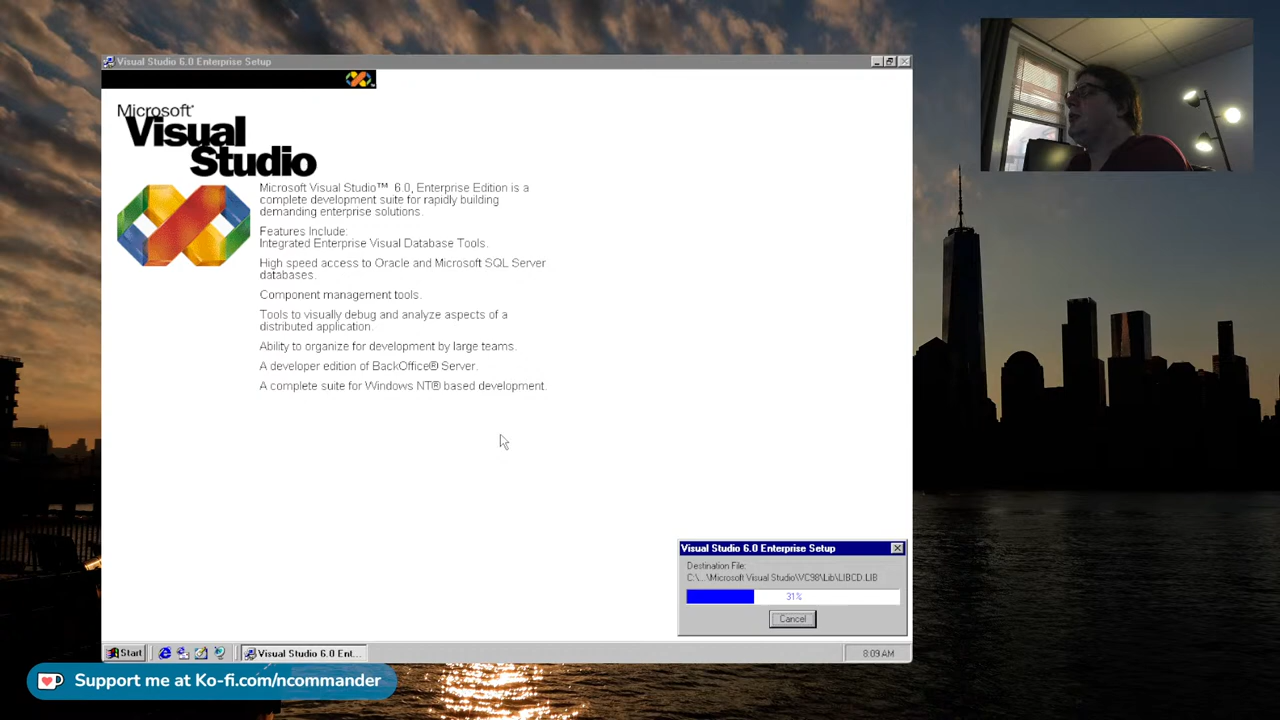 Visual Studio 6.0 Enterprise Setup
Microsoft®
Visual
Studio
Microsoft Visual Studio™ 6.0, Enterprise Edition is a
complete development suite for rapidly building
demanding enterprise solutions.
Features Include:
Integrated Enterprise Visual Database Tools.
High speed access to Oracle and Microsoft SQL Server
databases.
Component management tools.
Tools to visually debug and analyze aspects of a
distributed application.
Ability to organize for development by large teams.
A developer edition of BackOffice® Server.
A complete suite for Windows NT® based development.
Visual Studio 6.0 Enterprise Setup
Destination File:
C:\...\Microsoft Visual Studio\VC98\Lib\LIBCD.LIB
31%
Cancel
Start
Visual Studio 6.0 Ent...
8:09 AM
Support me at Ko-fi.com/ncommander